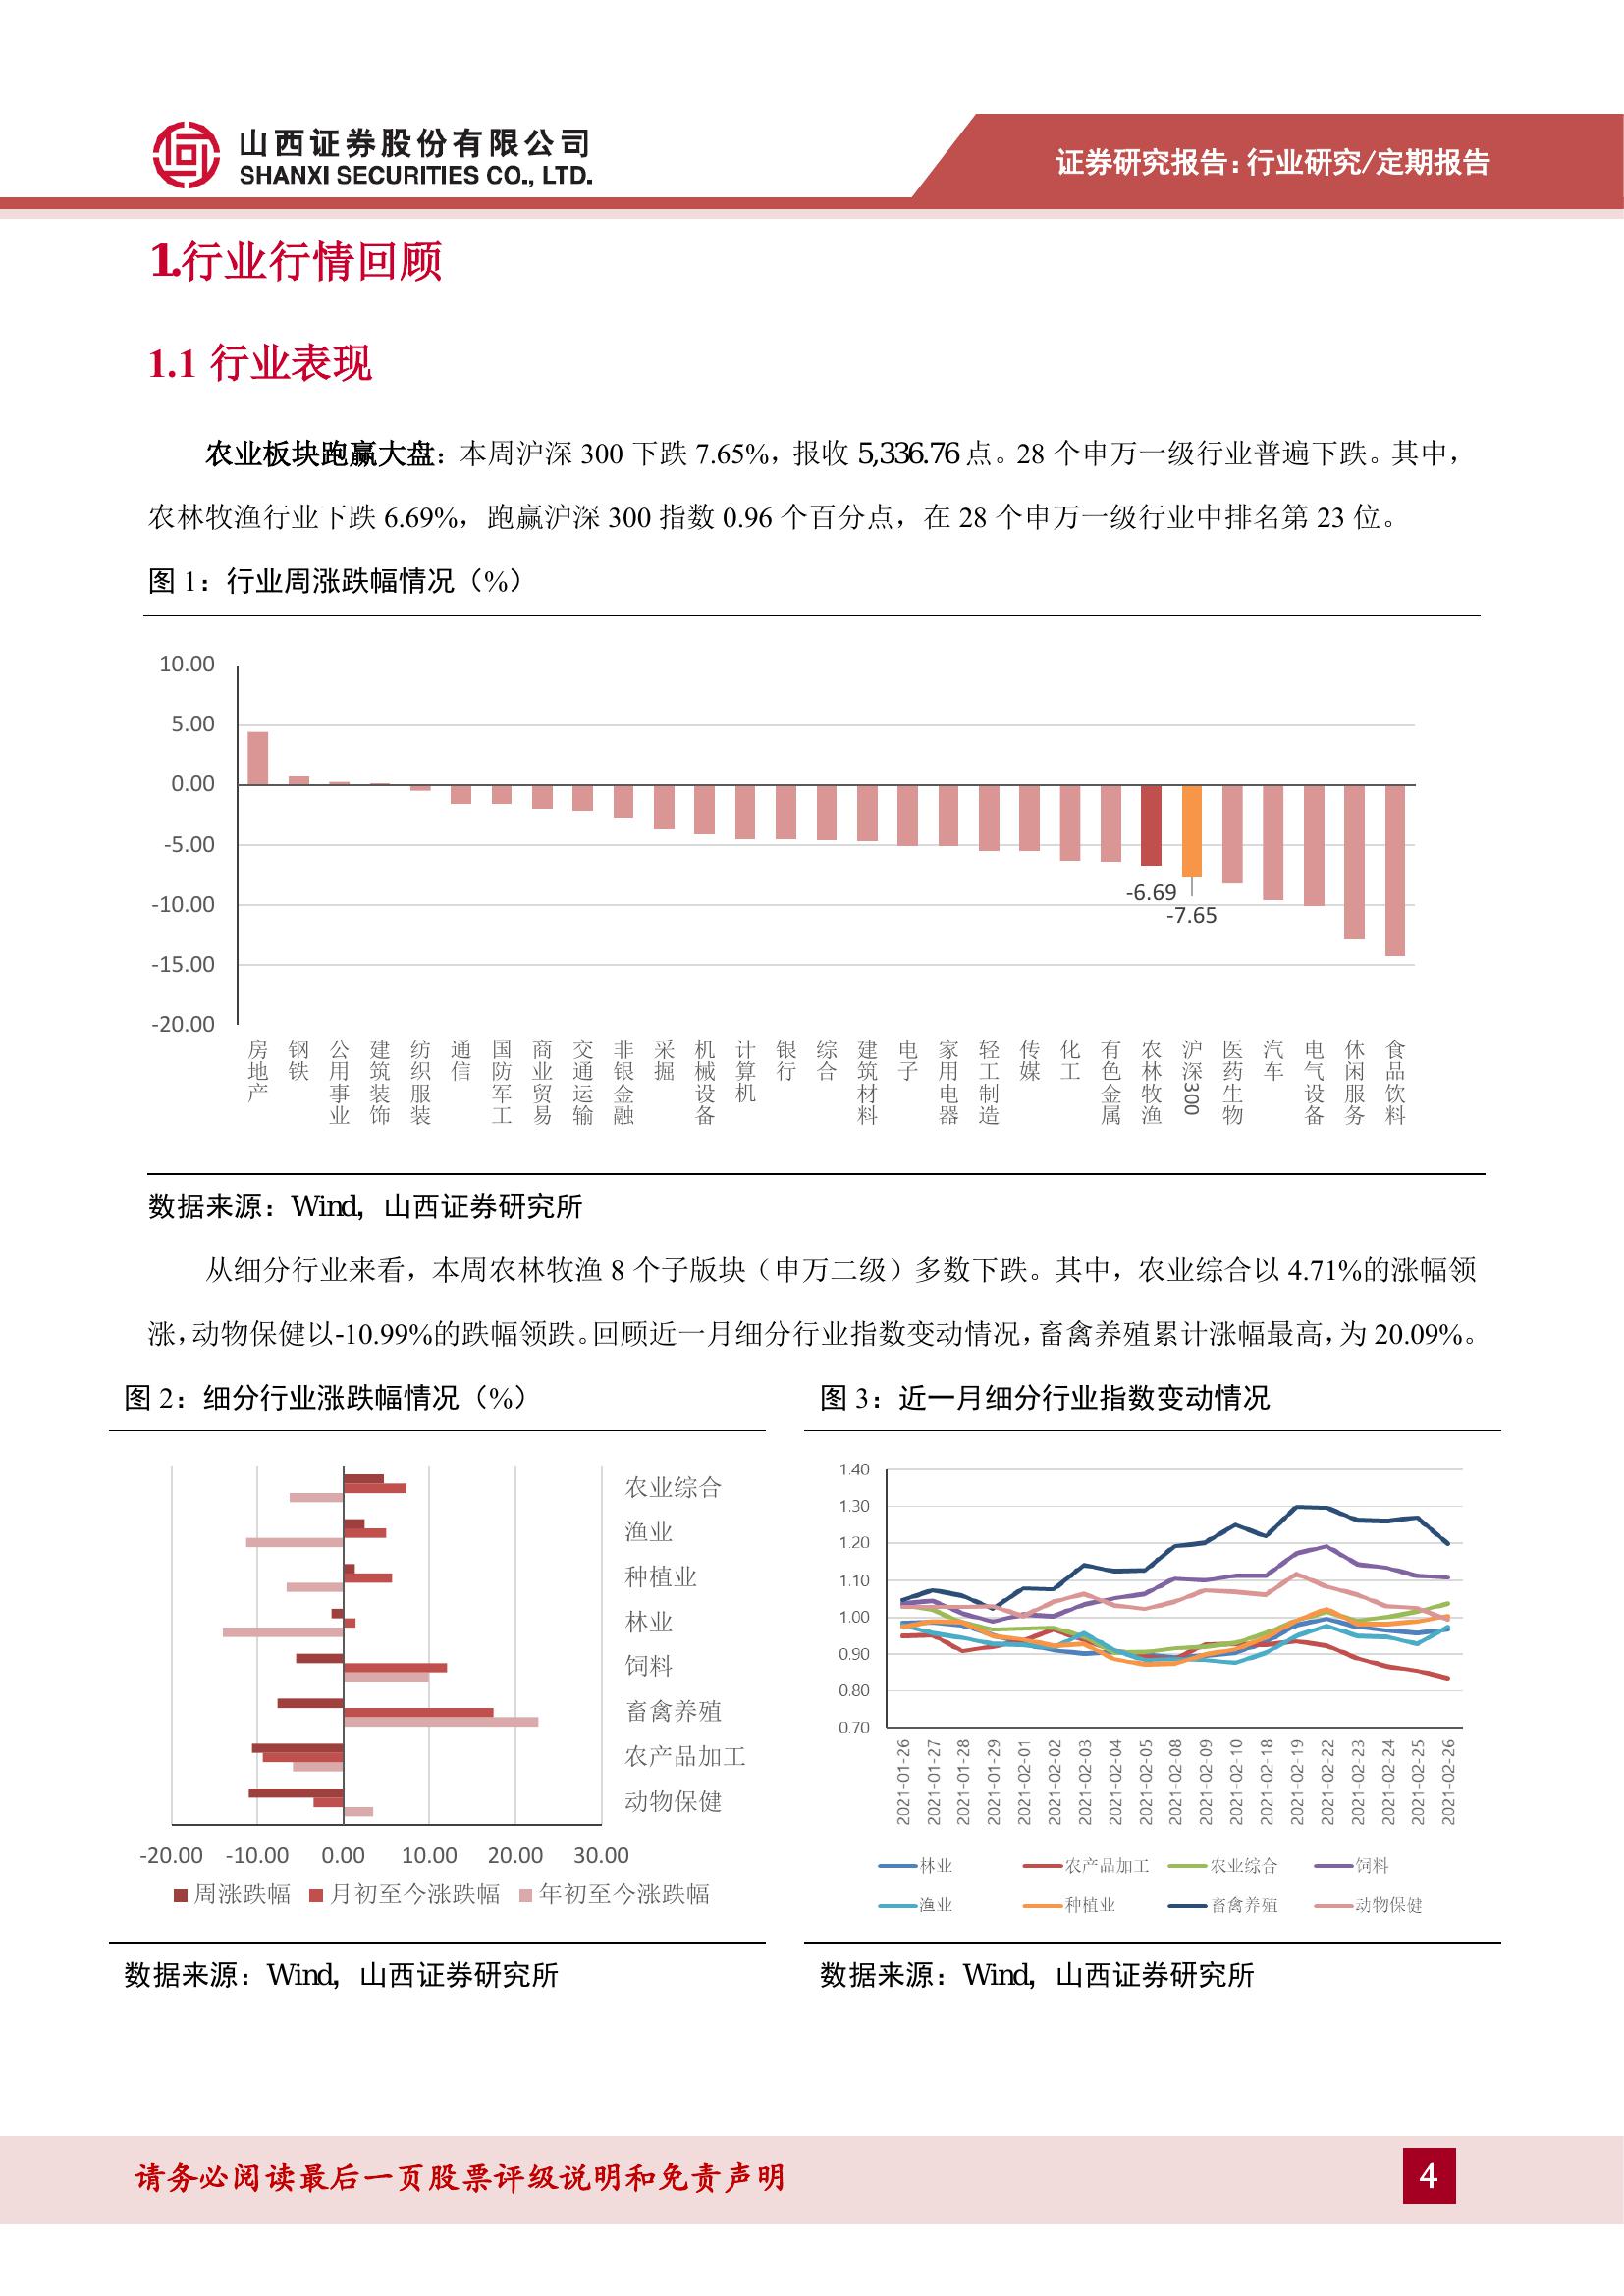 山西证券股份有限公司
SHANXI SECURITIES CO., LTD.
证券研究报告：行业研究/定期报告
1.行业行情回顾
1.1 行业表现
农业板块跑赢大盘：本周沪深 300 下跌 7.65%，报收 5,336.76 点。28 个申万一级行业普遍下跌。其中，
农林牧渔行业下跌 6.69%，跑赢沪深 300 指数 0.96 个百分点，在 28 个申万一级行业中排名第 23 位。
图 1：行业周涨跌幅情况（%）
10.00
5.00
0.00
-5.00
-10.00
-15.00
-20.00
-6.69
-7.65
房地产
钢铁
公用事业
建筑装饰
纺织服装
通信
国防军工
商业贸易
交通运输
非银金融
采掘
机械设备
计算机
银行
综合
建筑材料
电子
家用电器
轻工制造
传媒
化工
有色金属
农林牧渔
沪深300
医药生物
汽车
电气设备
休闲服务
食品饮料
数据来源：Wind，山西证券研究所
从细分行业来看，本周农林牧渔 8 个子版块（申万二级）多数下跌。其中，农业综合以 4.71%的涨幅领
涨，动物保健以-10.99%的跌幅领跌。回顾近一月细分行业指数变动情况，畜禽养殖累计涨幅最高，为 20.09%。
图 2：细分行业涨跌幅情况（%）
农业综合
渔业
种植业
林业
饲料
畜禽养殖
农产品加工
动物保健
-20.00 -10.00 0.00 10.00 20.00 30.00
周涨跌幅 月初至今涨跌幅 年初至今涨跌幅
数据来源：Wind，山西证券研究所
图 3：近一月细分行业指数变动情况
1.40
1.30
1.20
1.10
1.00
0.90
0.80
0.70
2021-01-26
2021-01-27
2021-01-28
2021-01-29
2021-02-01
2021-02-02
2021-02-03
2021-02-04
2021-02-05
2021-02-08
2021-02-09
2021-02-10
2021-02-18
2021-02-19
2021-02-22
2021-02-23
2021-02-24
2021-02-25
2021-02-26
林业 农产品加工 农业综合 饲料
渔业 种植业 畜禽养殖 动物保健
数据来源：Wind，山西证券研究所
请务必阅读最后一页股票评级说明和免责声明
4